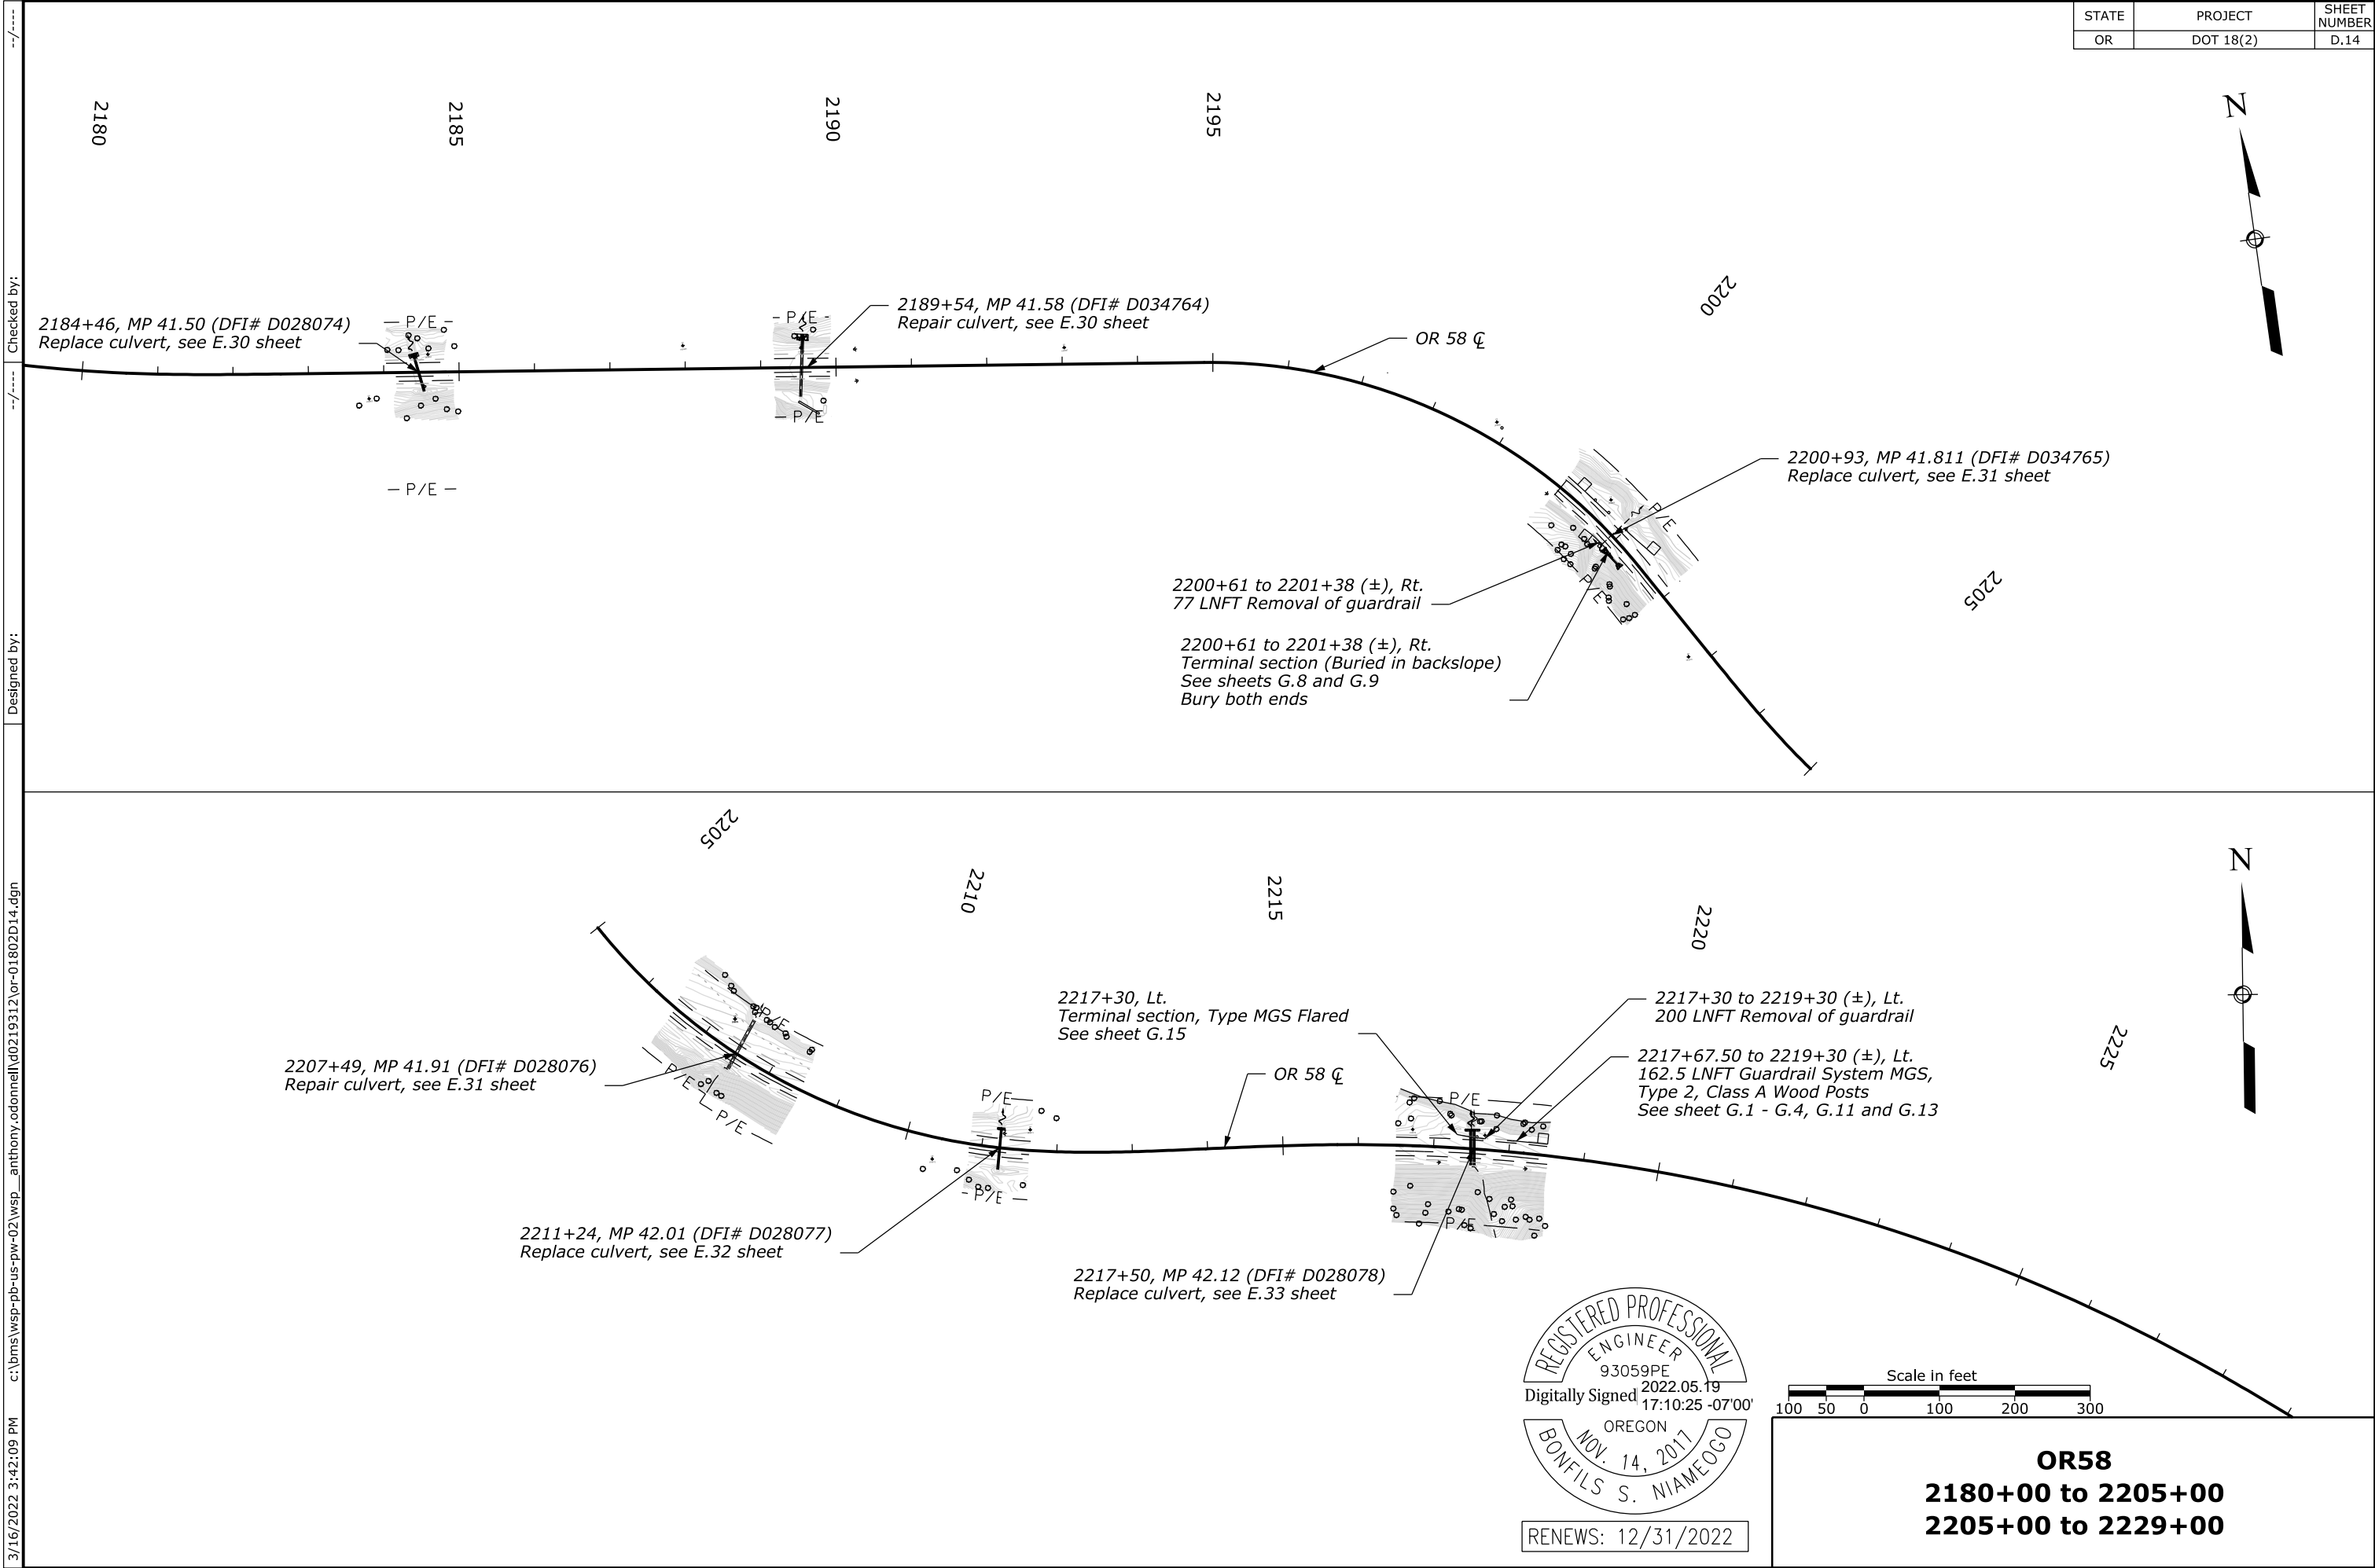 STATE PROJECT SHEET NUMBER
OR DOT 18(2) D.14
2180
2185
2190
2195
2200
2205
N
2184+46, MP 41.50 (DFI# D028074)
Replace culvert, see E.30 sheet
— P/E —
— P/E —
2189+54, MP 41.58 (DFI# D034764)
Repair culvert, see E.30 sheet
- P/E -
— P/E
OR 58 ℄
2200+93, MP 41.811 (DFI# D034765)
Replace culvert, see E.31 sheet
P/E
P/E
2200+61 to 2201+38 (±), Rt.
77 LNFT Removal of guardrail
2200+61 to 2201+38 (±), Rt.
Terminal section (Buried in backslope)
See sheets G.8 and G.9
Bury both ends
2205
2210
2215
2220
2225
N
2207+49, MP 41.91 (DFI# D028076)
Repair culvert, see E.31 sheet
P/E
P/E
P/E
2211+24, MP 42.01 (DFI# D028077)
Replace culvert, see E.32 sheet
P/E
P/E
OR 58 ℄
2217+30, Lt.
Terminal section, Type MGS Flared
See sheet G.15
2217+30 to 2219+30 (±), Lt.
200 LNFT Removal of guardrail
2217+67.50 to 2219+30 (±), Lt.
162.5 LNFT Guardrail System MGS,
Type 2, Class A Wood Posts
See sheet G.1 - G.4, G.11 and G.13
P/E
P/E
2217+50, MP 42.12 (DFI# D028078)
Replace culvert, see E.33 sheet
REGISTERED PROFESSIONAL
ENGINEER
93059PE
Digitally Signed 2022.05.19
17:10:25 -07'00'
OREGON
NOV. 14, 2017
BONFILS S. NIAMEOGO
RENEWS: 12/31/2022
Scale in feet
100 50 0 100 200 300
OR58
2180+00 to 2205+00
2205+00 to 2229+00
3/16/2022 3:42:09 PM c:\bms\wsp-pb-us-pw-02\wsp__anthony.odonnell\d0219312\or-01802D14.dgn
Designed by: --/----
Checked by: --/----